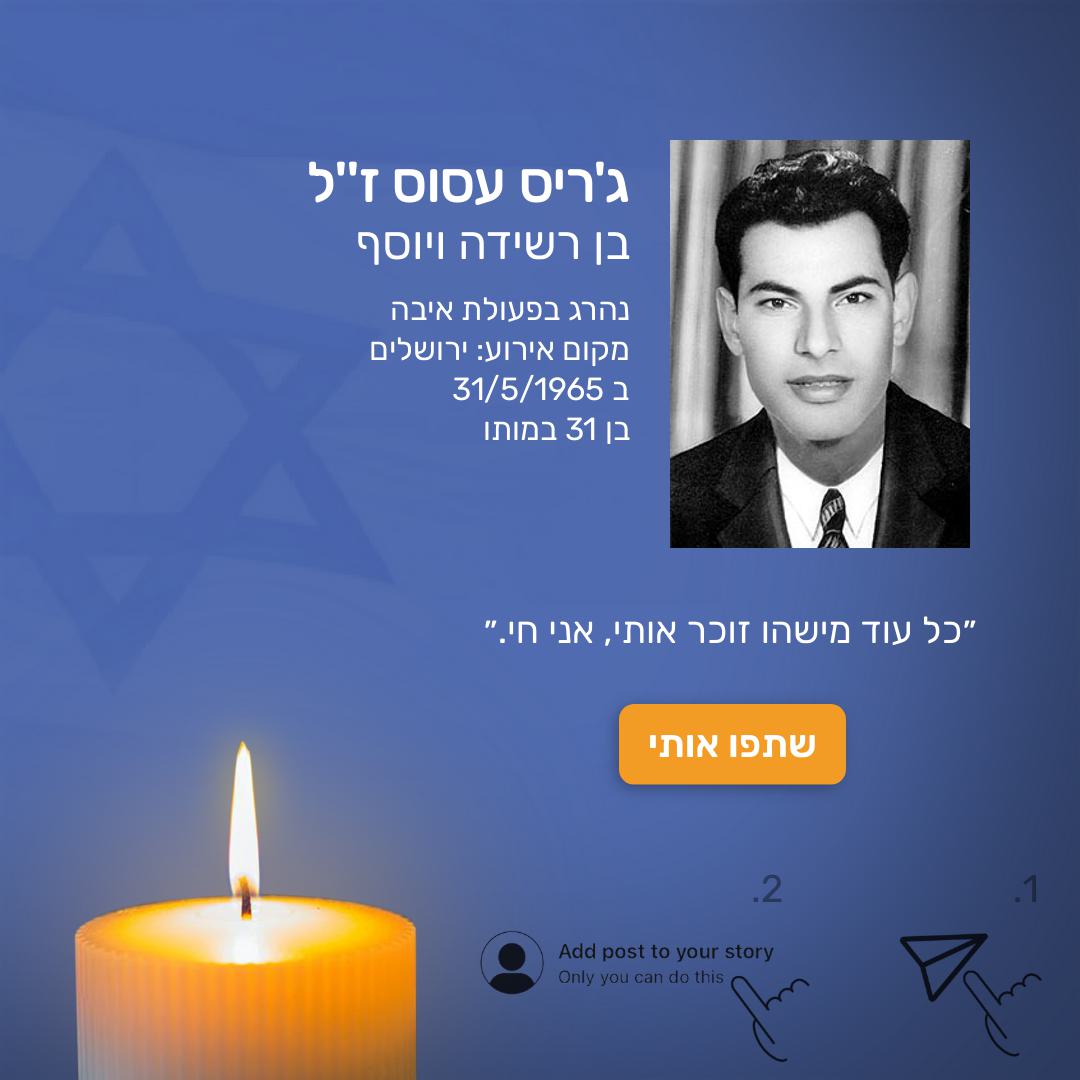 ג'ריס עסוס ז"ל
בן רשידה ויוסף
נהרג בפעולת איבה
מקום אירוע: ירושלים
ב 31/5/1965
בן 31 במותו
״כל עוד מישהו זוכר אותי, אני חי.״
שתפו אותי
1.
2.
Add post to your story
Only you can do this